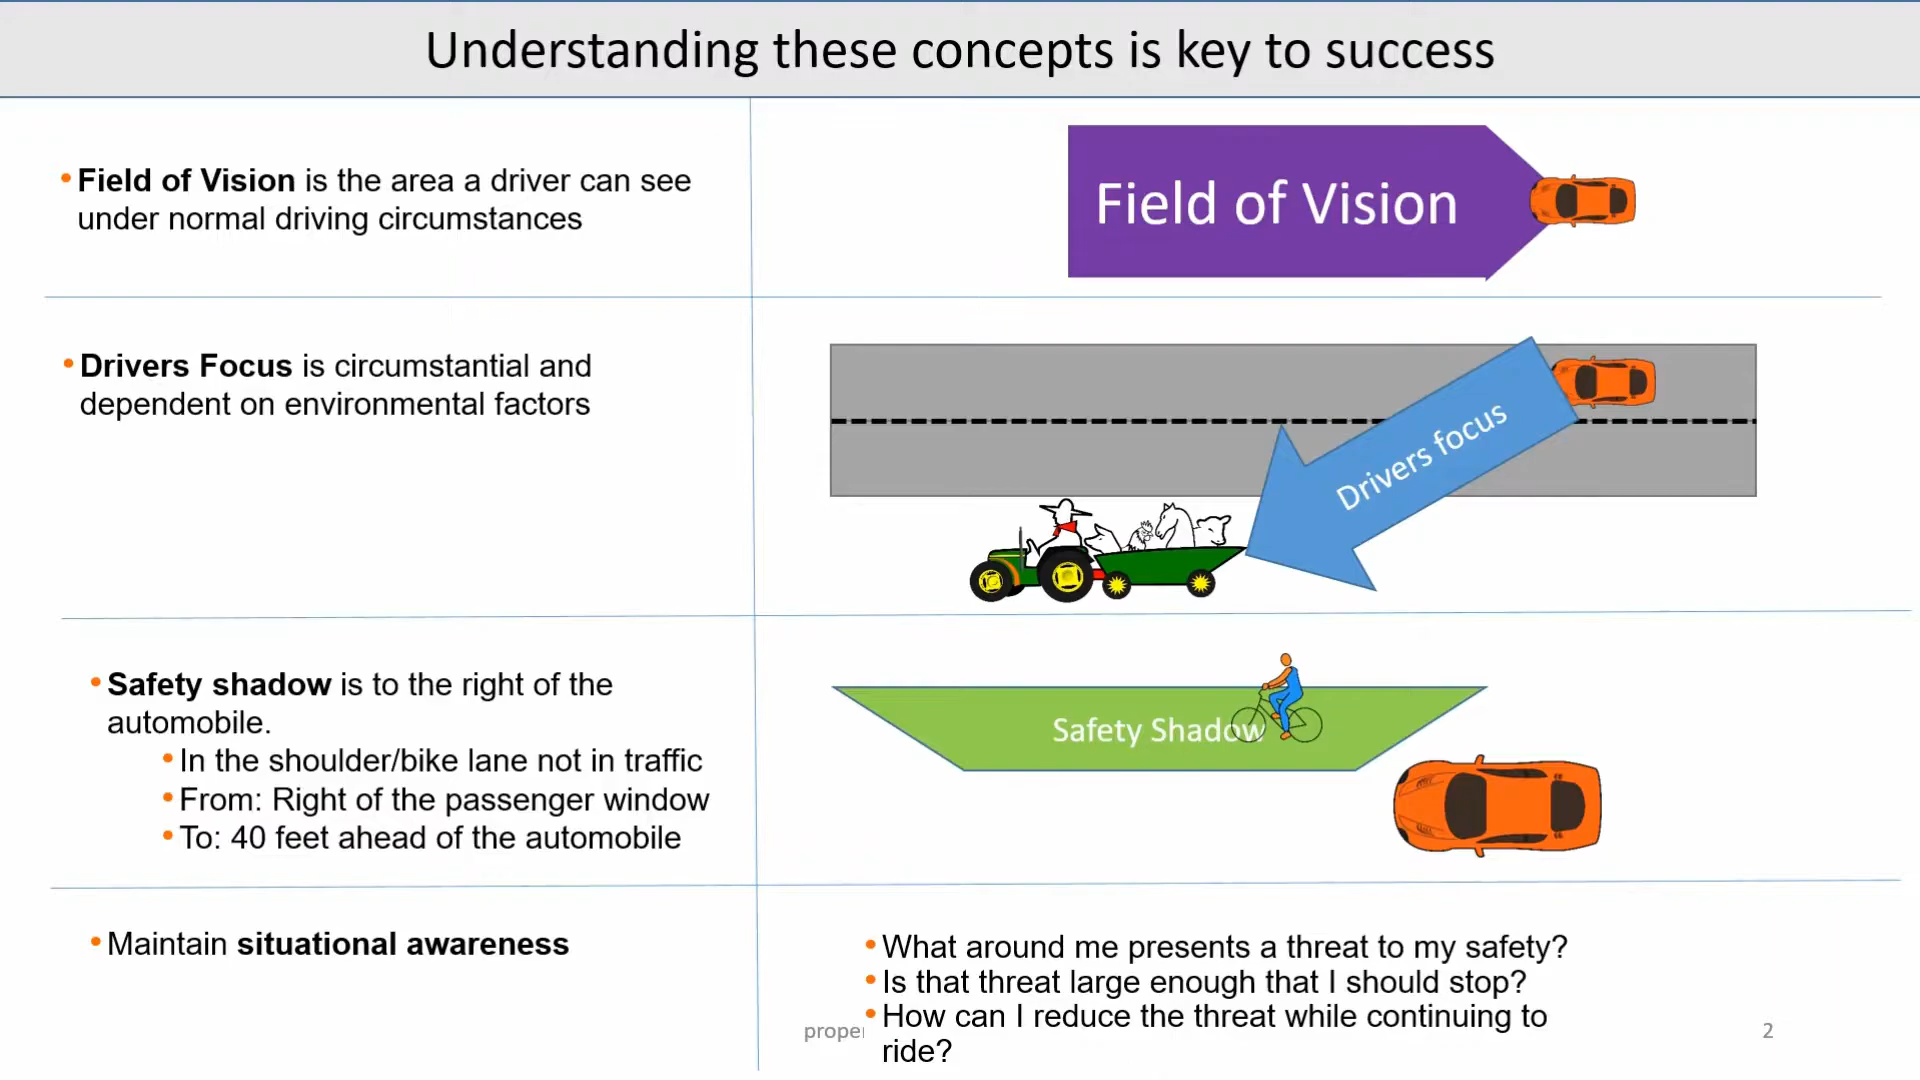 Understanding these concepts is key to success
• Field of Vision is the area a driver can see
under normal driving circumstances
Field of Vision
• Drivers Focus is circumstantial and
dependent on environmental factors
Drivers focus
• Safety shadow is to the right of the
automobile.
• In the shoulder/bike lane not in traffic
• From: Right of the passenger window
• To: 40 feet ahead of the automobile
Safety Shadow
• Maintain situational awareness
• What around me presents a threat to my safety?
• Is that threat large enough that I should stop?
• How can I reduce the threat while continuing to
ride?
2